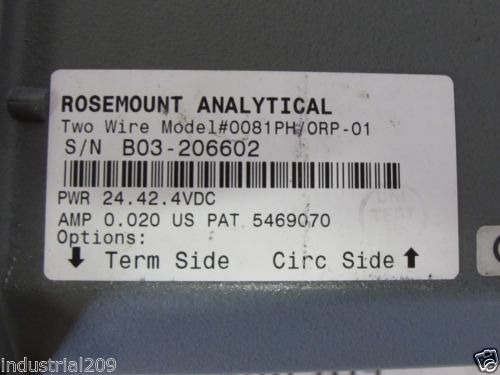 ROSEMOUNT ANALYTICAL
Two Wire Model#0081PH/ORP-01
S/N B03-206602
PWR 24.42.4VDC
AMP 0.020 US PAT 5469070
Options:
↓ Term Side Circ Side ↑
industrial209